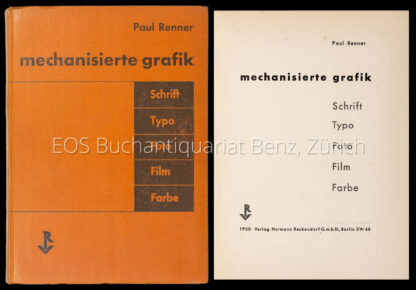 Paul Renner
mechanisierte grafik
Schrift
Typo
Foto
Film
Farbe
R
EOS Buchantiquariat Benz, Zürich
Paul Renner
mechanisierte grafik
Schrift
Typo
Foto
Film
Farbe
R
1930 Verlag Hermann Reckendorf G.m.b.H., Berlin SW 48